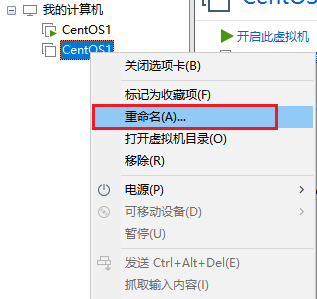 我的计算机
CentOS1
CentOS1
开启此虚拟机
关闭选项卡(B)
标记为收藏项(F)
重命名(A)...
打开虚拟机目录(O)
移除(R)
电源(P)
可移动设备(D)
暂停(U)
发送 Ctrl+Alt+Del(E)
抓取输入内容(I)